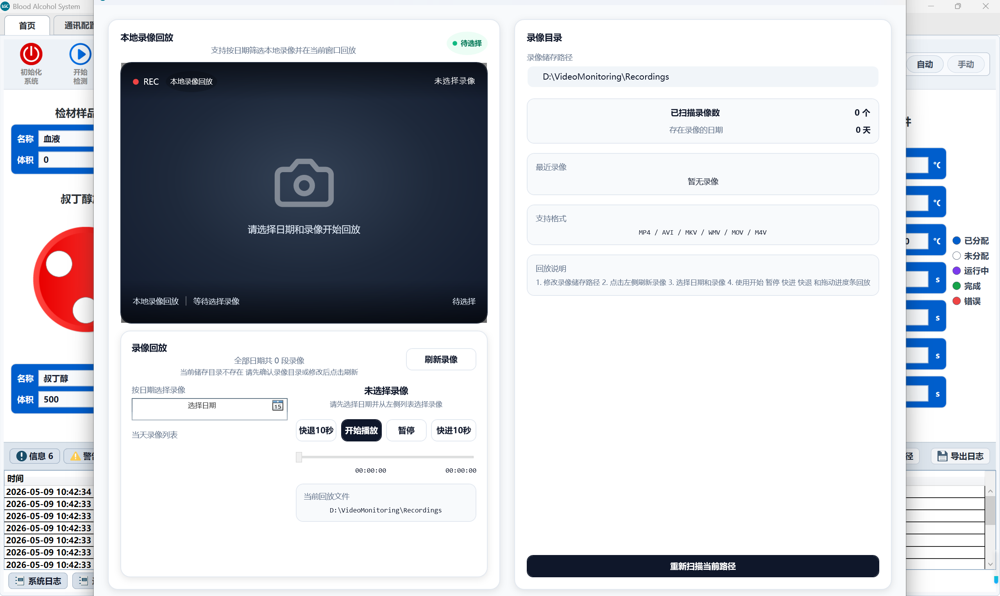 LGC Blood Alcohol System
首页
通讯配置
初始化
系统
开始
检测
自动
手动
检材样品
名称
血液
体积
0
叔丁醇
名称
叔丁醇
体积
500
信息 6
时间
2026-05-09 10:42:34
2026-05-09 10:42:33
2026-05-09 10:42:33
2026-05-09 10:42:33
2026-05-09 10:42:33
2026-05-09 10:42:33
2026-05-09 10:42:33
系统日志
本地录像回放
支持按日期筛选本地录像并在当前窗口回放
待选择
REC
本地录像回放
未选择录像
请选择日期和录像开始回放
本地录像回放
等待选择录像
待选择
录像回放
全部日期共 0 段录像
当前储存目录不存在 请先确认录像目录或修改后点击刷新
刷新录像
按日期选择录像
选择日期
15
当天录像列表
未选择录像
请先选择日期并从左侧列表选择录像
快退10秒
开始播放
暂停
快进10秒
00:00:00
00:00:00
当前回放文件
D:\VideoMonitoring\Recordings
录像目录
录像储存路径
D:\VideoMonitoring\Recordings
已扫描录像数
0 个
存在录像的日期
0 天
最近录像
暂无录像
支持格式
MP4 / AVI / MKV / WMV / MOV / M4V
回放说明
1. 修改录像储存路径 2. 点击左侧刷新录像 3. 选择日期和录像 4. 使用开始 暂停 快进 快退 和拖动进度条回放
重新扫描当前路径
°C
°C
°C
s
s
s
s
已分配
未分配
运行中
完成
错误
径
导出日志